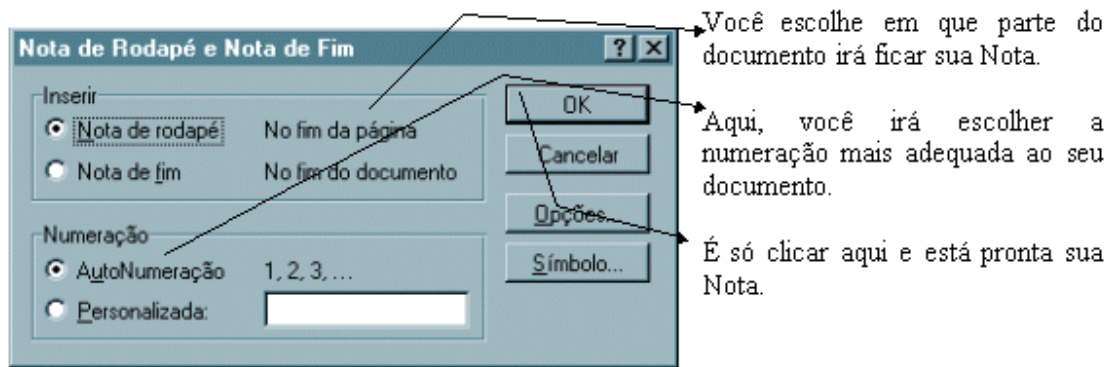 Nota de Rodapé e Nota de Fim
Inserir
Nota de rodapé No fim da página
Nota de fim No fim do documento
Numeração
AutoNumeração 1, 2, 3, ...
Personalizada:
OK
Cancelar
Opções...
Símbolo...
Você escolhe em que parte do
documento irá ficar sua Nota.
Aqui, você irá escolher a
numeração mais adequada ao seu
documento.
É só clicar aqui e está pronta sua
Nota.